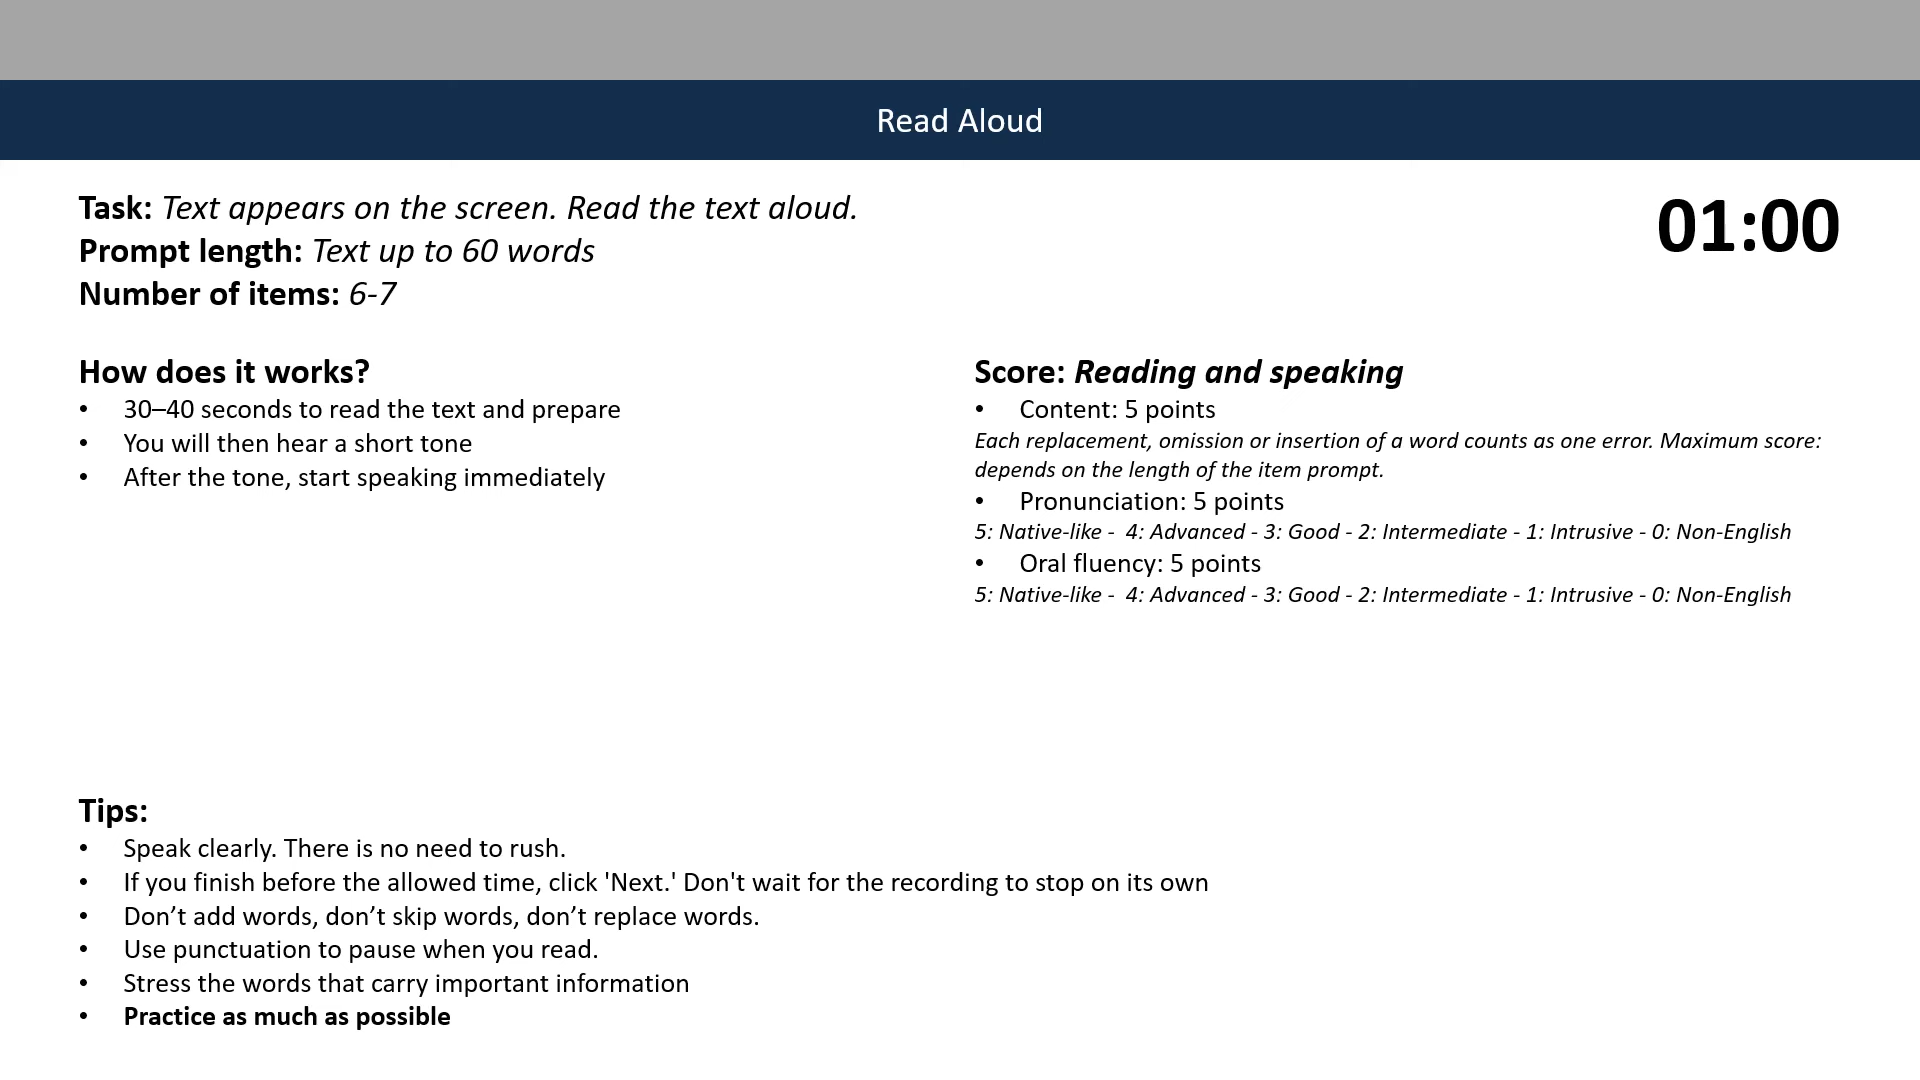 Read Aloud
Task: Text appears on the screen. Read the text aloud.
Prompt length: Text up to 60 words
Number of items: 6-7
01:00
How does it works?
• 30–40 seconds to read the text and prepare
• You will then hear a short tone
• After the tone, start speaking immediately
Score: Reading and speaking
• Content: 5 points
Each replacement, omission or insertion of a word counts as one error. Maximum score:
depends on the length of the item prompt.
• Pronunciation: 5 points
5: Native-like -  4: Advanced - 3: Good - 2: Intermediate - 1: Intrusive - 0: Non-English
• Oral fluency: 5 points
5: Native-like -  4: Advanced - 3: Good - 2: Intermediate - 1: Intrusive - 0: Non-English
Tips:
• Speak clearly. There is no need to rush.
• If you finish before the allowed time, click 'Next.' Don't wait for the recording to stop on its own
• Don’t add words, don’t skip words, don’t replace words.
• Use punctuation to pause when you read.
• Stress the words that carry important information
• Practice as much as possible